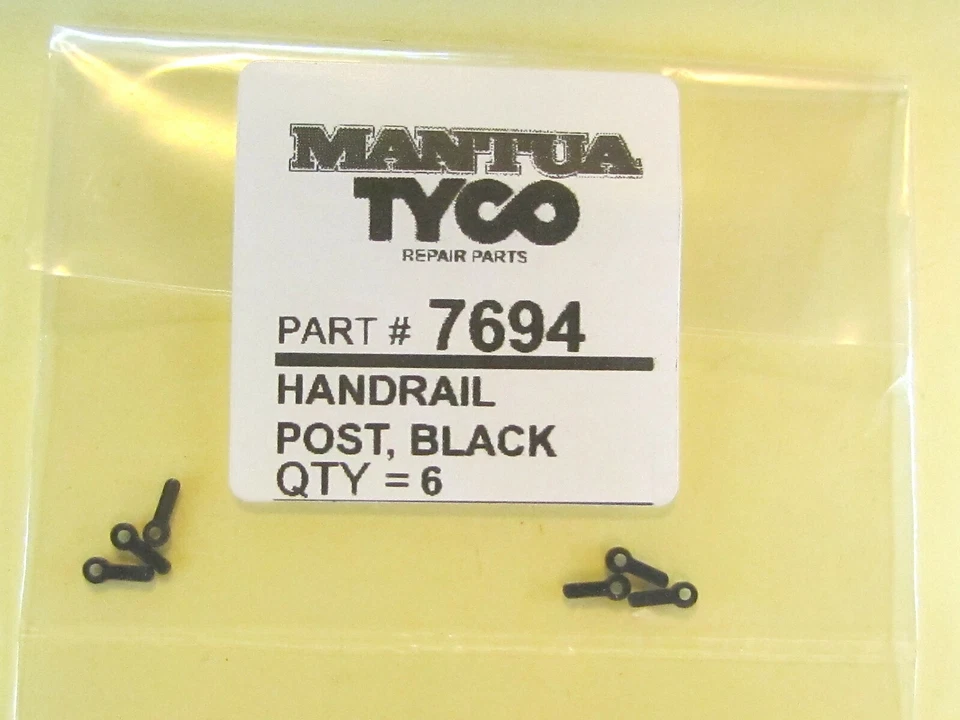 MANTUA
TYCO
REPAIR PARTS
PART # 7694
HANDRAIL
POST, BLACK
QTY = 6